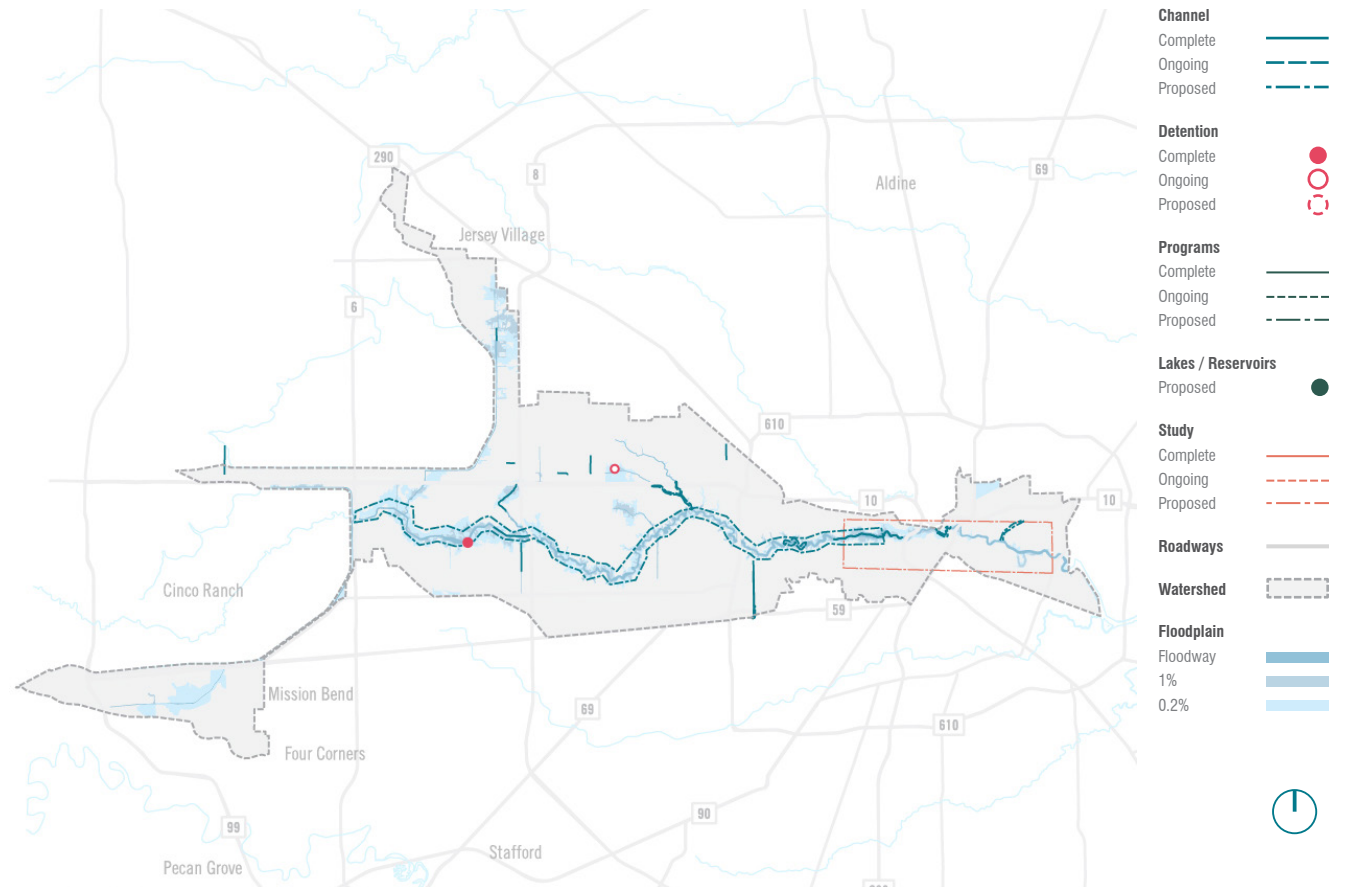 Channel
Complete
Ongoing
Proposed
Detention
Complete
Ongoing
Proposed
Programs
Complete
Ongoing
Proposed
Lakes / Reservoirs
Proposed
Study
Complete
Ongoing
Proposed
Roadways
Watershed
Floodplain
Floodway
1%
0.2%
290
8
69
Aldine
Jersey Village
6
610
10
10
Cinco Ranch
59
Mission Bend
69
610
Four Corners
90
99
Stafford
Pecan Grove